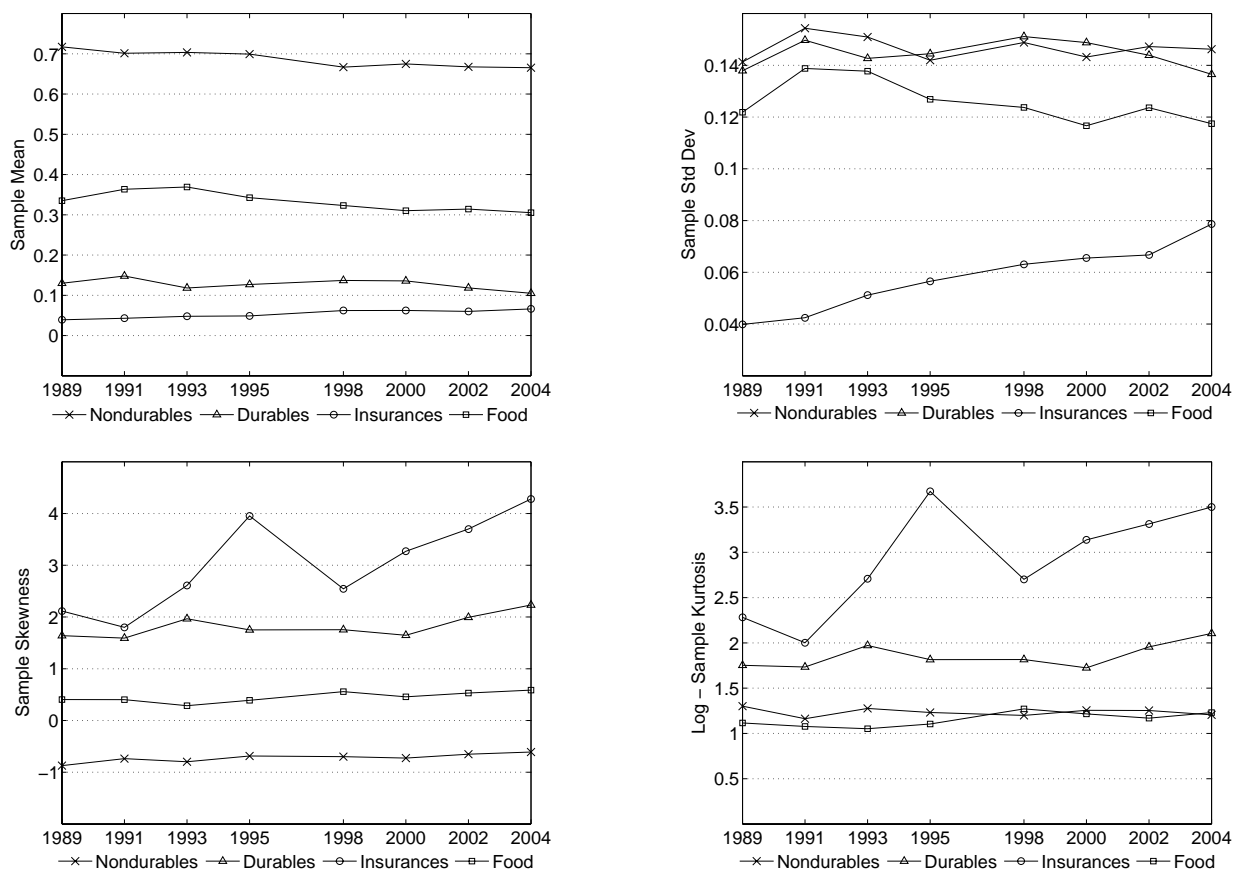 Sample Mean
0.7
0.6
0.5
0.4
0.3
0.2
0.1
0
1989 1991 1993 1995 1998 2000 2002 2004
Nondurables Durables Insurances Food
Sample Std Dev
0.14
0.12
0.1
0.08
0.06
0.04
1989 1991 1993 1995 1998 2000 2002 2004
Nondurables Durables Insurances Food
Sample Skewness
4
3
2
1
0
−1
1989 1991 1993 1995 1998 2000 2002 2004
Nondurables Durables Insurances Food
Log − Sample Kurtosis
3.5
3
2.5
2
1.5
1
0.5
1989 1991 1993 1995 1998 2000 2002 2004
Nondurables Durables Insurances Food